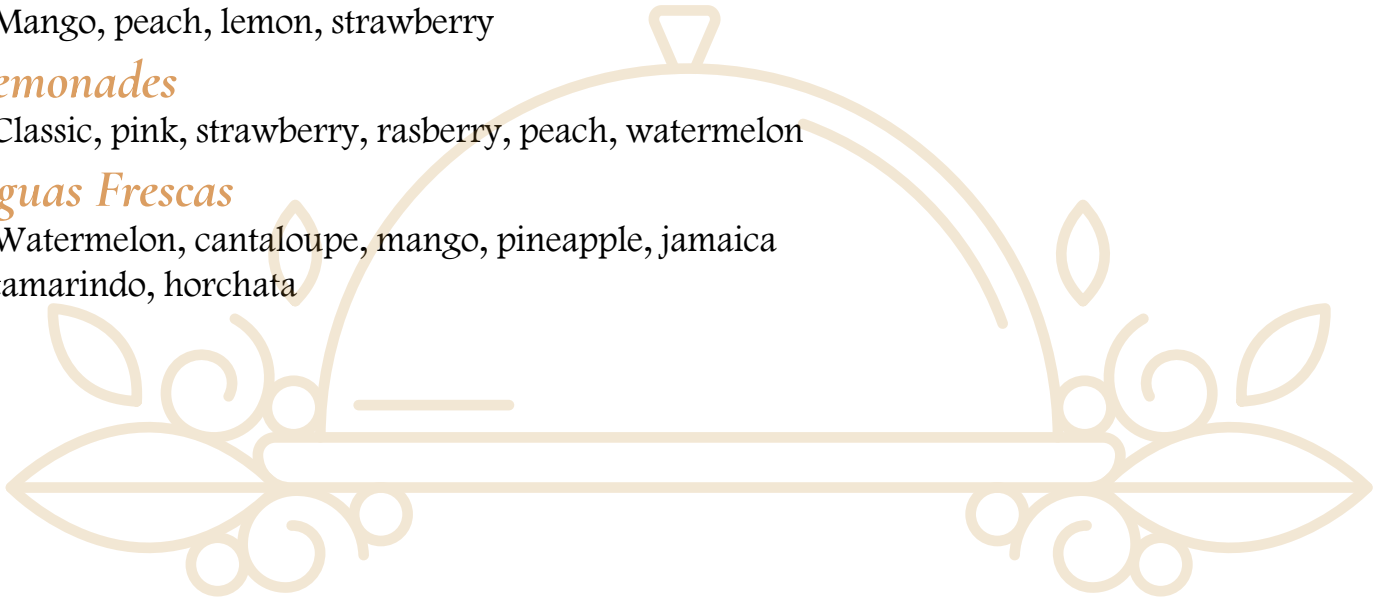 Mango, peach, lemon, strawberry
emonades
Classic, pink, strawberry, rasberry, peach, watermelon
guas Frescas
Watermelon, cantaloupe, mango, pineapple, jamaica
tamarindo, horchata